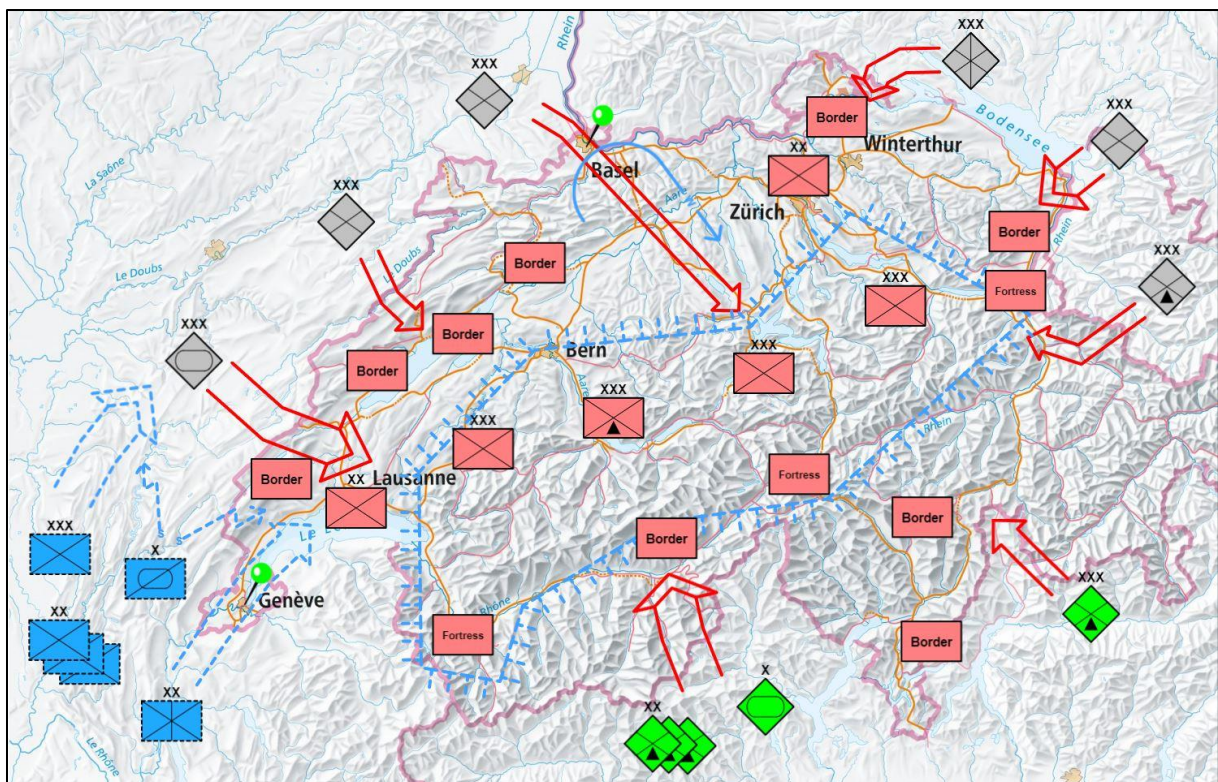 XXX
XXX
Rhein
Border
Winterthur
Bodensee
XXX
La Saône
Basel
XX
XXX
Aare
Zürich
Border
Rhein
Le Doubs
Le Doubs
Border
XXX
XXX
Fortress
XXX
Border
Bern
XXX
Border
XXX
Aare
XXX
Rhein
Border
Lausanne
XX
Fortress
Border
XXX
X
Border
Genève
XXX
XX
Rhône
Fortress
Border
XX
X
XX
Le Rhône